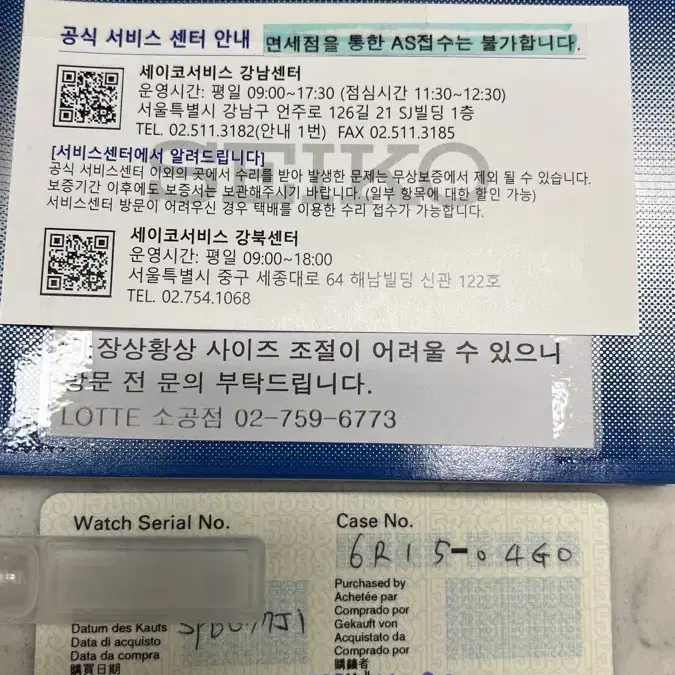 공식 서비스 센터 안내 면세점을 통한 AS접수는 불가합니다.
세이코서비스 강남센터
운영시간: 평일 09:00~17:30 (점심시간 11:30~12:30)
서울특별시 강남구 언주로 126길 21 SJ빌딩 1층
TEL. 02.511.3182(안내 1번) FAX 02.511.3185
SEIKO
[서비스센터에서 알려드립니다]
공식 서비스센터 이외의 곳에서 수리를 받아 발생한 문제는 무상보증에서 제외 될 수 있습니다.
보증기간 이후에도 보증서는 보관해주시기 바랍니다. (일부 항목에 대한 할인 가능)
서비스센터 방문이 어려우신 경우 택배를 이용한 수리 접수가 가능합니다.
세이코서비스 강북센터
운영시간: 평일 09:00~18:00
서울특별시 중구 세종대로 64 해남빌딩 신관 122호
TEL. 02.754.1068
장상황상 사이즈 조절이 어려울 수 있으니
방문 전 문의 부탁드립니다.
LOTTE 소공점 02-759-6773
Watch Serial No.
Case No.
6R15-04G0
Purchased by
Achetée par
Comprado por
Gekauft von
Acquistato da
Comprado por
購錶者
Datum des Kaufs
Data di acquisto
Data da compra
購買日期